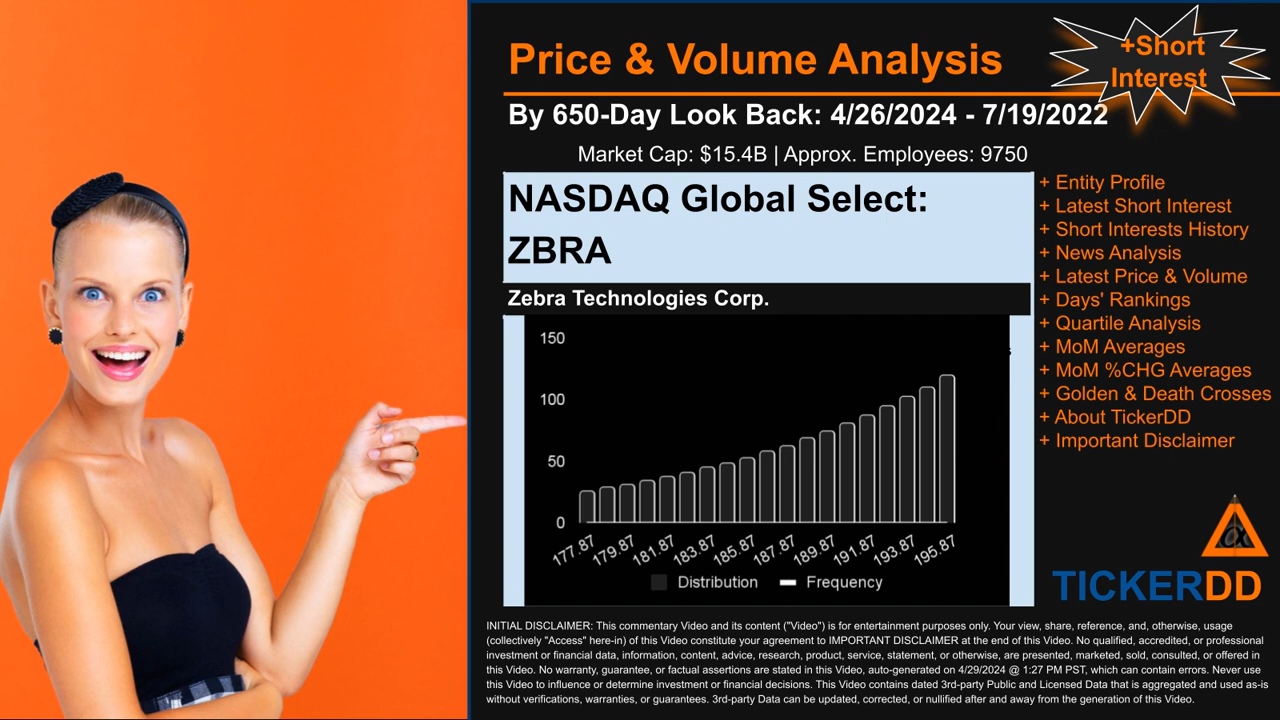 Price & Volume Analysis
+Short
Interest
By 650-Day Look Back: 4/26/2024 - 7/19/2022
Market Cap: $15.4B | Approx. Employees: 9750
NASDAQ Global Select:
ZBRA
Zebra Technologies Corp.
150
100
50
0
177.87 179.87 181.87 183.87 185.87 187.87 189.87 191.87 193.87 195.87
Distribution Frequency
+ Entity Profile
+ Latest Short Interest
+ Short Interests History
+ News Analysis
+ Latest Price & Volume
+ Days' Rankings
+ Quartile Analysis
+ MoM Averages
+ MoM %CHG Averages
+ Golden & Death Crosses
+ About TickerDD
+ Important Disclaimer
TICKERDD
INITIAL DISCLAIMER: This commentary Video and its content ("Video") is for entertainment purposes only. Your view, share, reference, and, otherwise, usage
(collectively "Access" here-in) of this Video constitute your agreement to IMPORTANT DISCLAIMER at the end of this Video. No qualified, accredited, or professional
investment or financial data, information, content, advice, research, product, service, statement, or otherwise, are presented, marketed, sold, consulted, or offered in
this Video. No warranty, guarantee, or factual assertions are stated in this Video, auto-generated on 4/29/2024 @ 1:27 PM PST, which can contain errors. Never use
this Video to influence or determine investment or financial decisions. This Video contains dated 3rd-party Public and Licensed Data that is aggregated and used as-is
without verifications, warranties, or guarantees. 3rd-party Data can be updated, corrected, or nullified after and away from the generation of this Video.